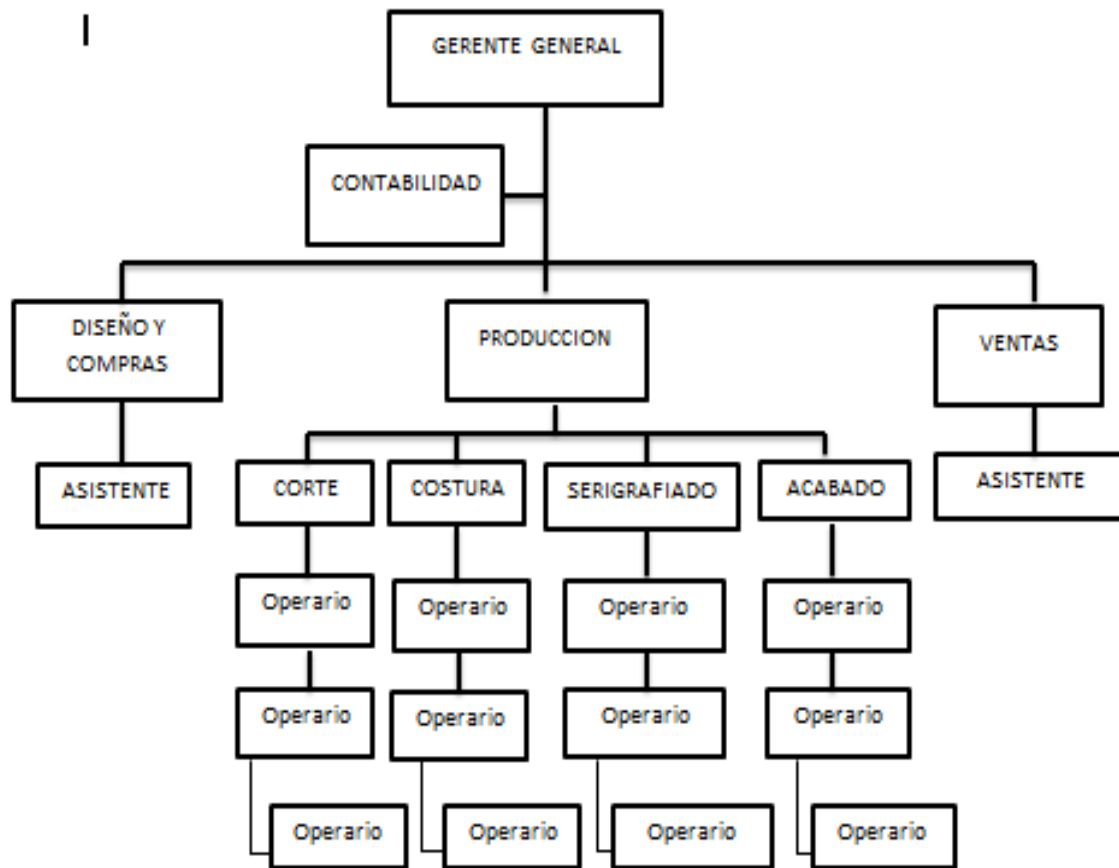 I
GERENTE GENERAL
CONTABILIDAD
DISEÑO Y
COMPRAS
PRODUCCION
VENTAS
ASISTENTE
CORTE
COSTURA
SERIGRAFIADO
ACABADO
ASISTENTE
Operario
Operario
Operario
Operario
Operario
Operario
Operario
Operario
Operario
Operario
Operario
Operario